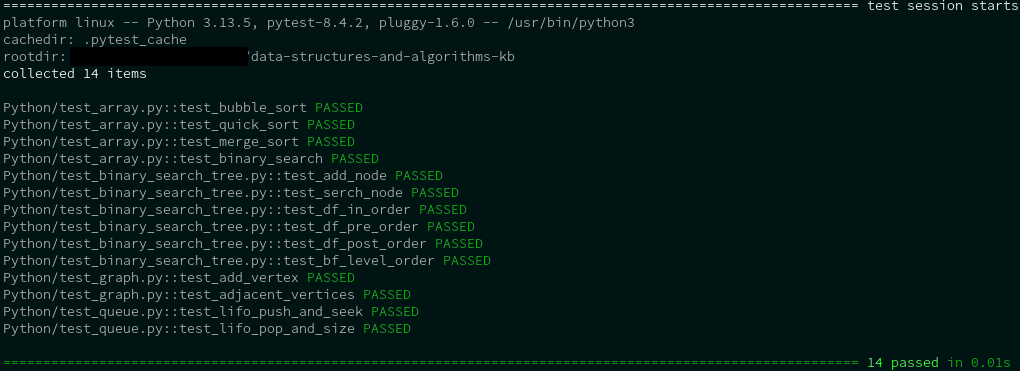 =========================================================================================================== test session starts
platform linux -- Python 3.13.5, pytest-8.4.2, pluggy-1.6.0 -- /usr/bin/python3
cachedir: .pytest_cache
rootdir: /data-structures-and-algorithms-kb
collected 14 items
Python/test_array.py::test_bubble_sort PASSED
Python/test_array.py::test_quick_sort PASSED
Python/test_array.py::test_merge_sort PASSED
Python/test_array.py::test_binary_search PASSED
Python/test_binary_search_tree.py::test_add_node PASSED
Python/test_binary_search_tree.py::test_serch_node PASSED
Python/test_binary_search_tree.py::test_df_in_order PASSED
Python/test_binary_search_tree.py::test_df_pre_order PASSED
Python/test_binary_search_tree.py::test_df_post_order PASSED
Python/test_binary_search_tree.py::test_bf_level_order PASSED
Python/test_graph.py::test_add_vertex PASSED
Python/test_graph.py::test_adjacent_vertices PASSED
Python/test_queue.py::test_lifo_push_and_seek PASSED
Python/test_queue.py::test_lifo_pop_and_size PASSED
=========================================================================================================== 14 passed in 0.01s